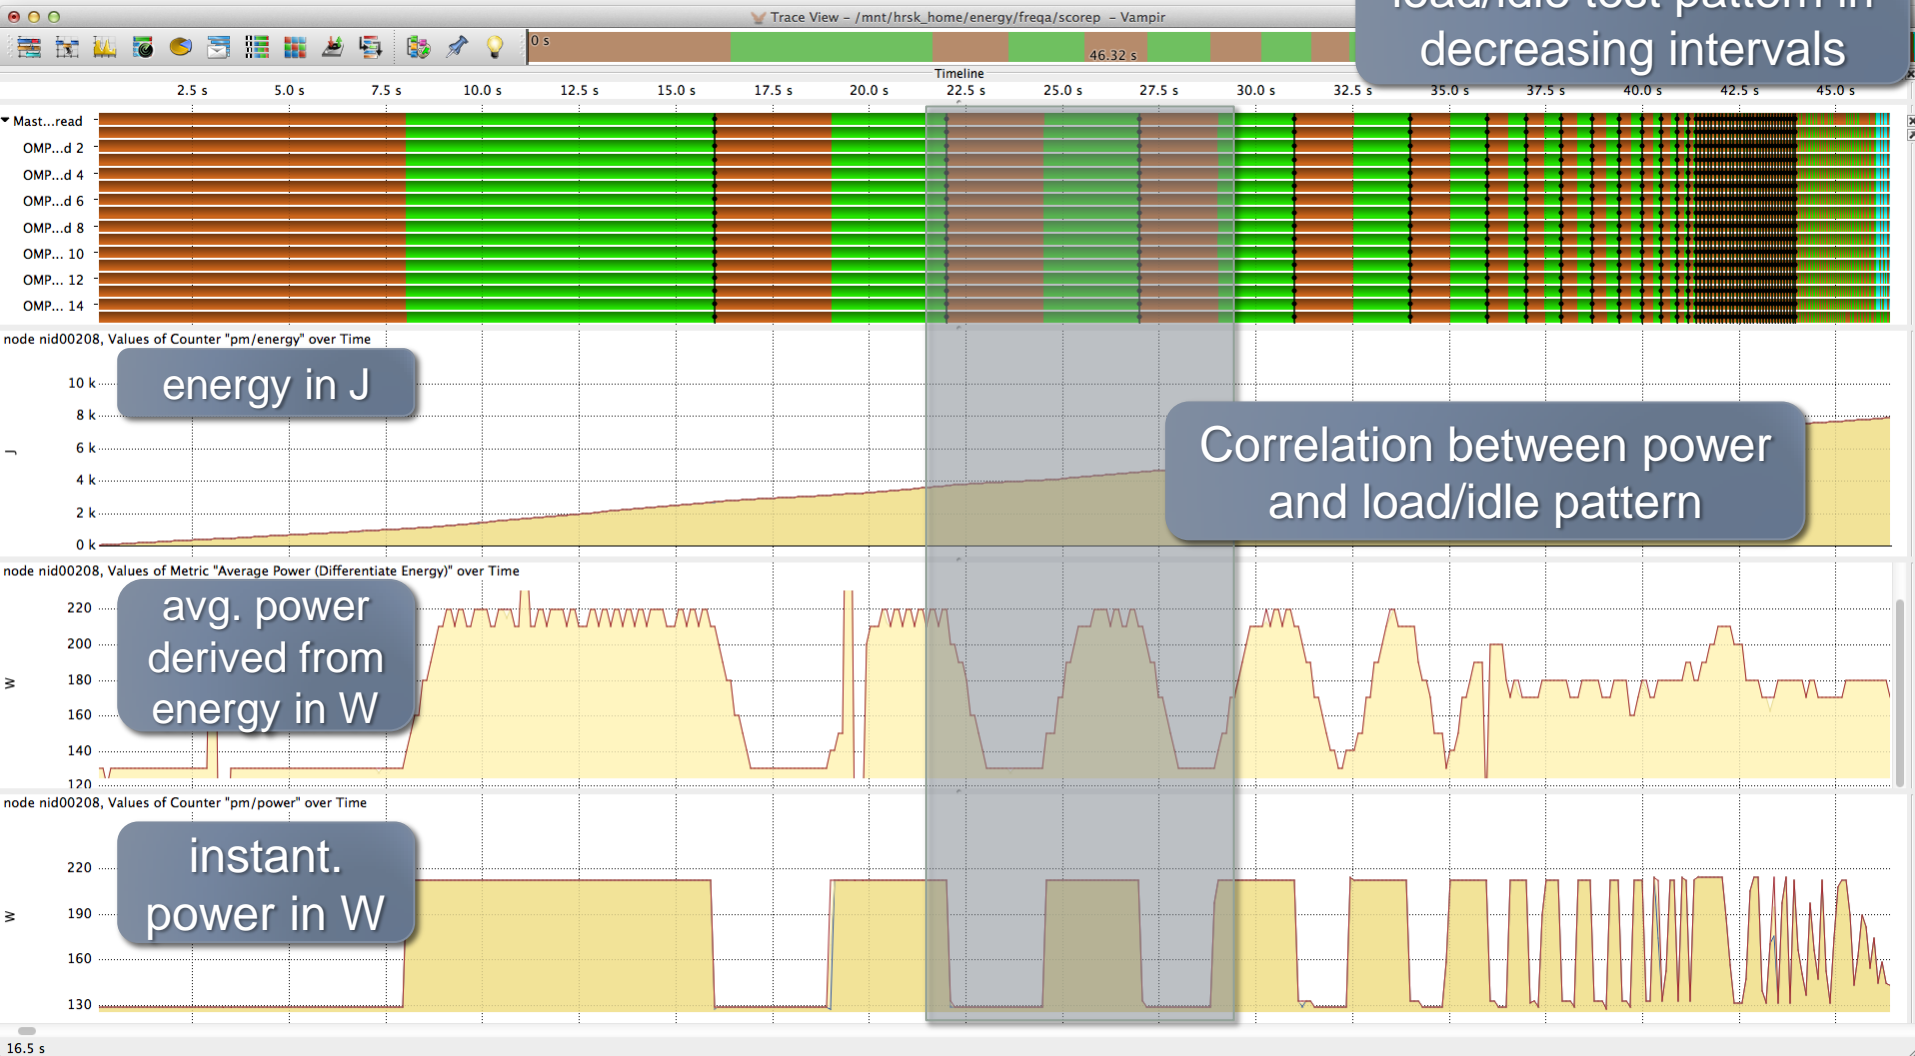 Trace View – /mnt/hrsk_home/energy/freqa/scorep – Vampir
load/idle test pattern in
decreasing intervals
0 s
46.32 s
Timeline
2.5 s 5.0 s 7.5 s 10.0 s 12.5 s 15.0 s 17.5 s 20.0 s 22.5 s 25.0 s 27.5 s 30.0 s 32.5 s 35.0 s 37.5 s 40.0 s 42.5 s 45.0 s
Mast...read
OMP...d 2
OMP...d 4
OMP...d 6
OMP...d 8
OMP... 10
OMP... 12
OMP... 14
node nid00208, Values of Counter "pm/energy" over Time
energy in J
10 k
8 k
6 k
4 k
2 k
0 k
J
Correlation between power
and load/idle pattern
node nid00208, Values of Metric "Average Power (Differentiate Energy)" over Time
avg. power
derived from
energy in W
220
200
180
160
140
120
W
node nid00208, Values of Counter "pm/power" over Time
instant.
power in W
220
190
160
130
W
16.5 s